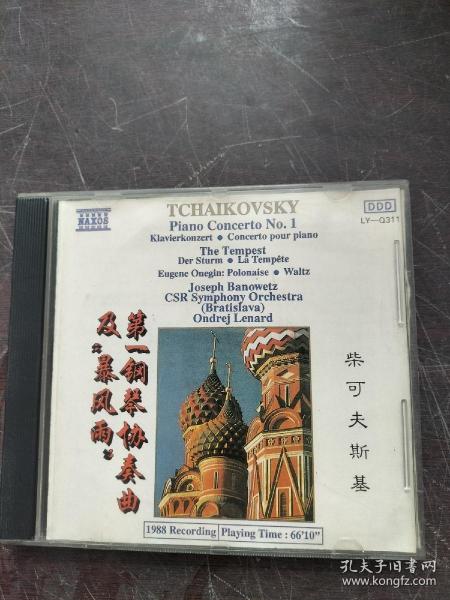 NAXOS
DDD
LY-0311
TCHAIKOVSKY
Piano Concerto No. 1
Klavierkonzert • Concerto pour piano
The Tempest
Der Sturm • La Tempête
Eugene Onegin: Polonaise • Waltz
Joseph Banowetz
CSR Symphony Orchestra
(Bratislava)
Ondrej Lenard
第一鋼琴协奏曲
及“暴风雨”
柴可夫斯基
1988 Recording
Playing Time : 66'10"
孔夫子旧书网
www.kongfz.com